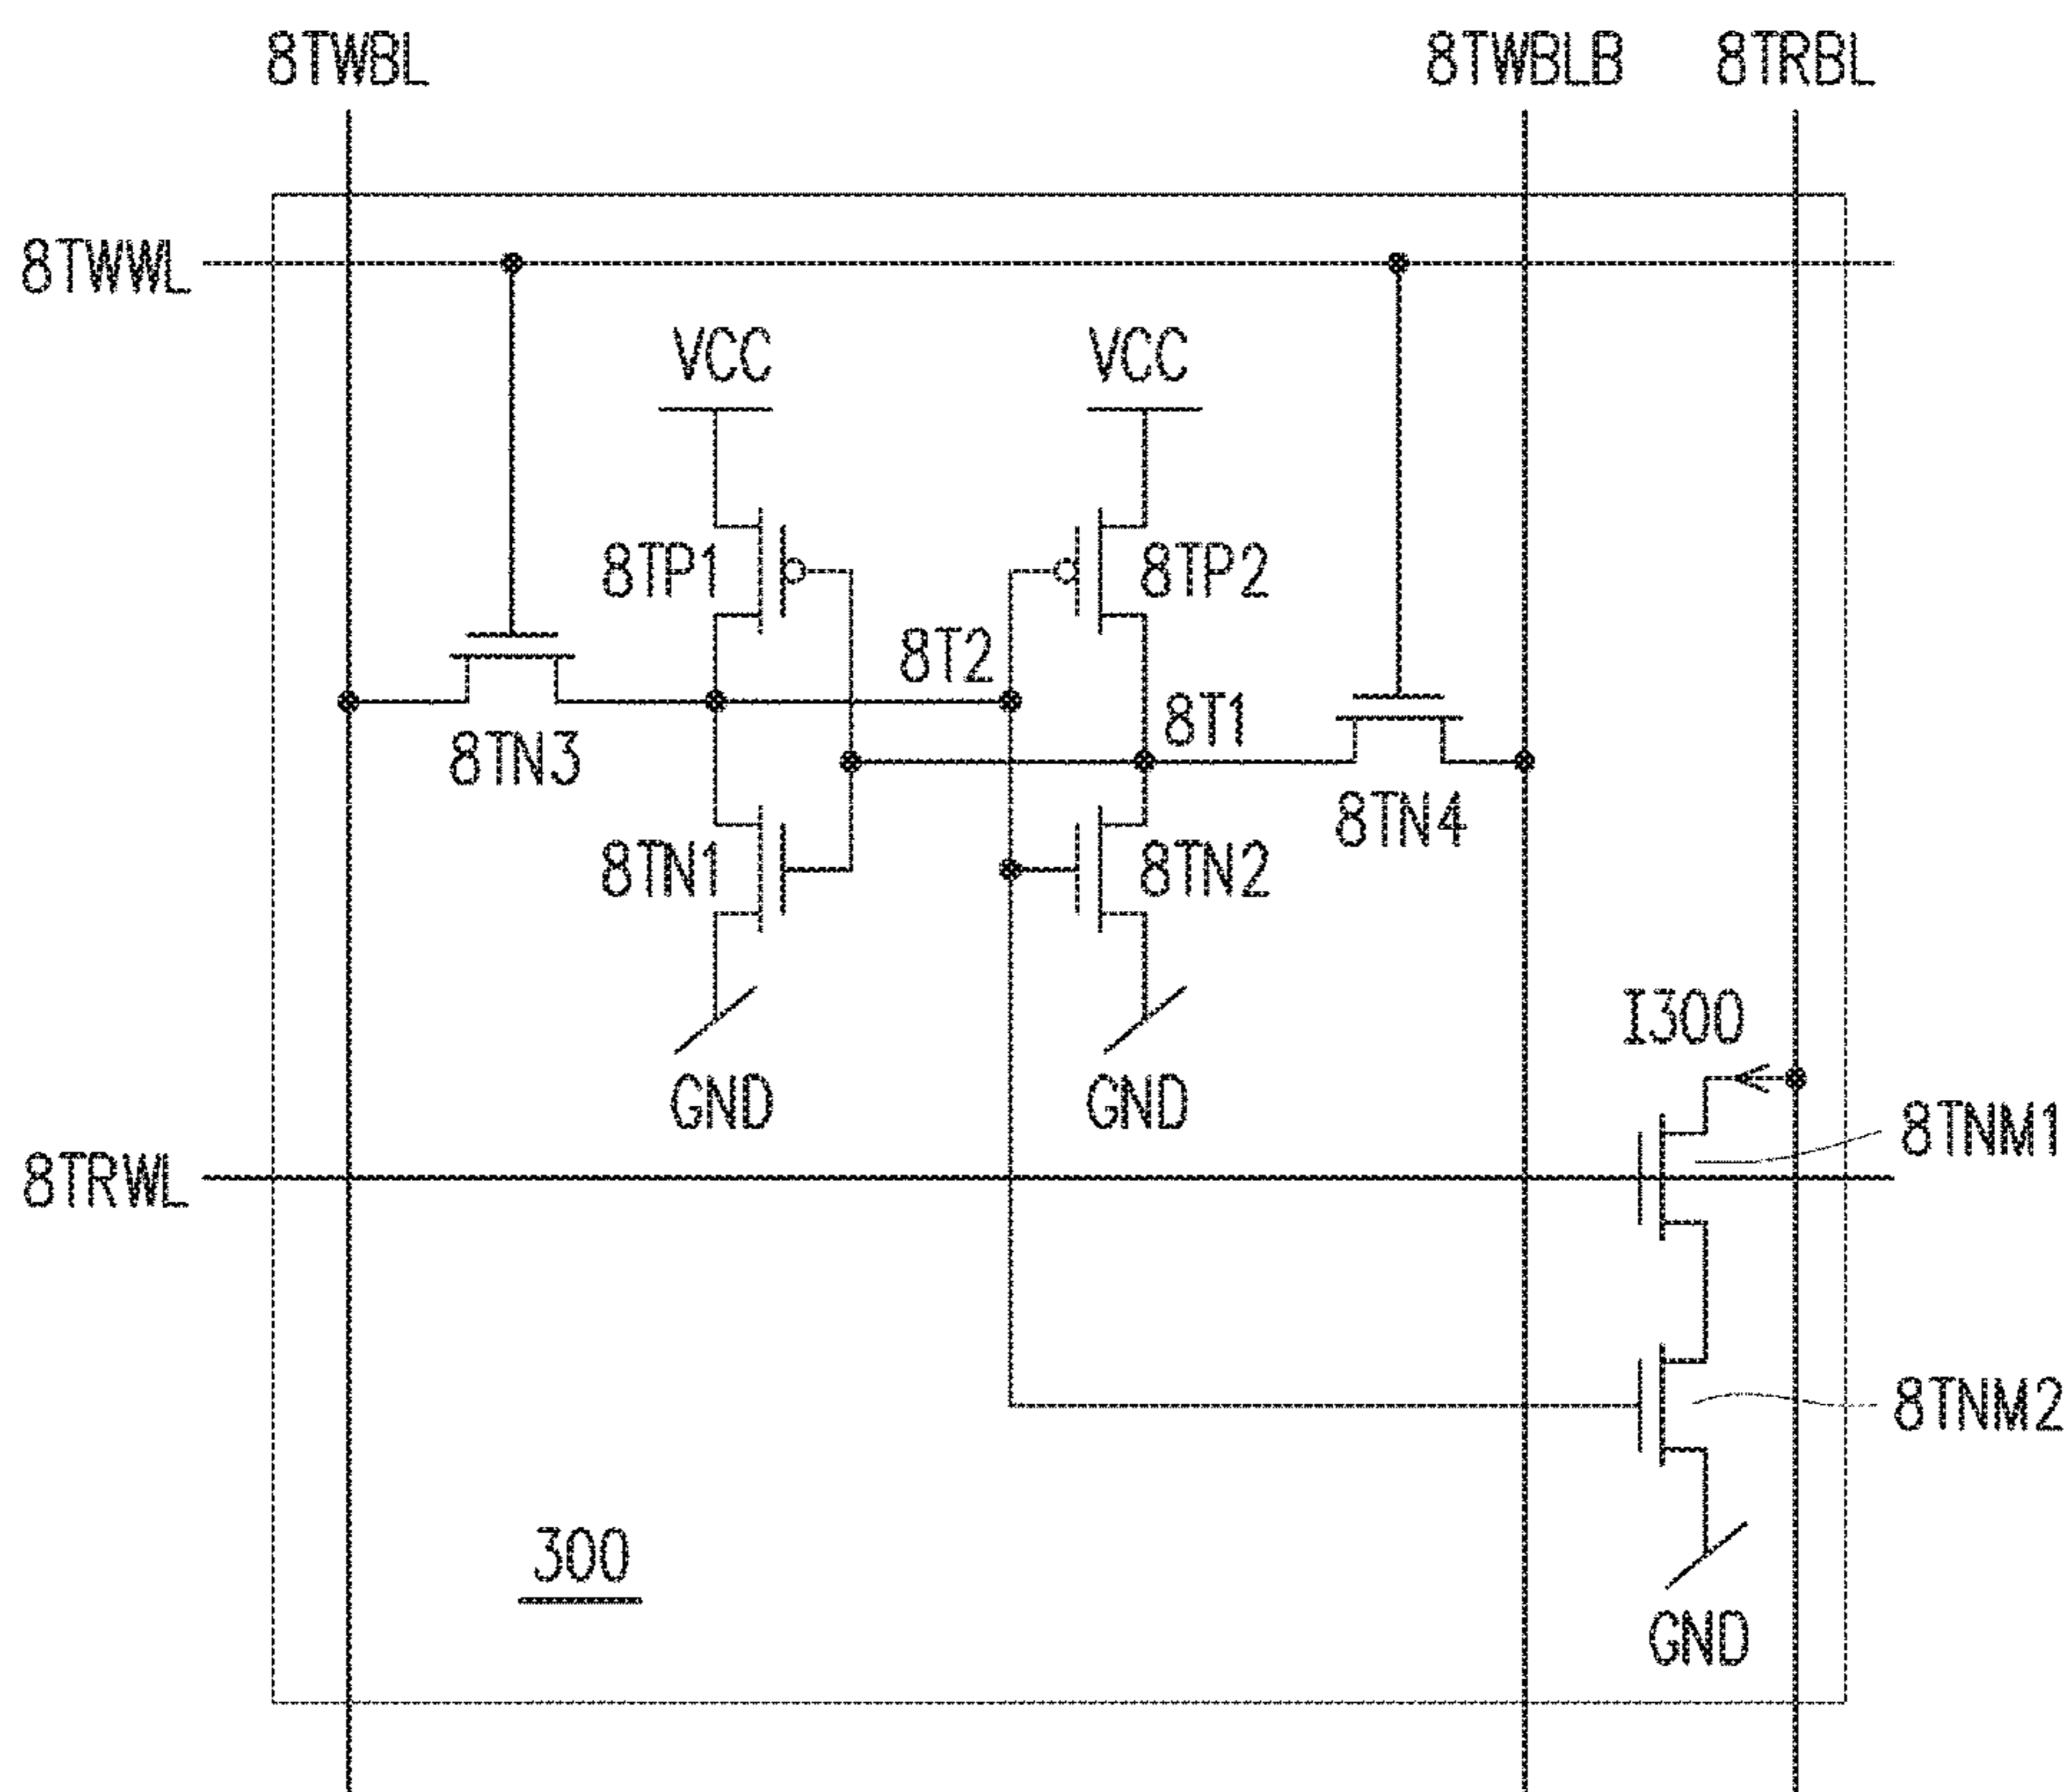 8TWBL
8TWBLB
8TRBL
8TWWL
VCC
VCC
8TP1
8TP2
8T2
8T1
8TN3
8TN4
8TN1
8TN2
I300
GND
GND
8TNM1
8TRWL
8TNM2
300
GND